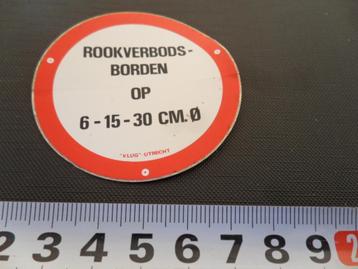 ROOKVERBODS-
BORDEN
OP
6-15-30 CM.Ø
"KLUG" UTRECHT
2 3 4 5 6 7 8 9